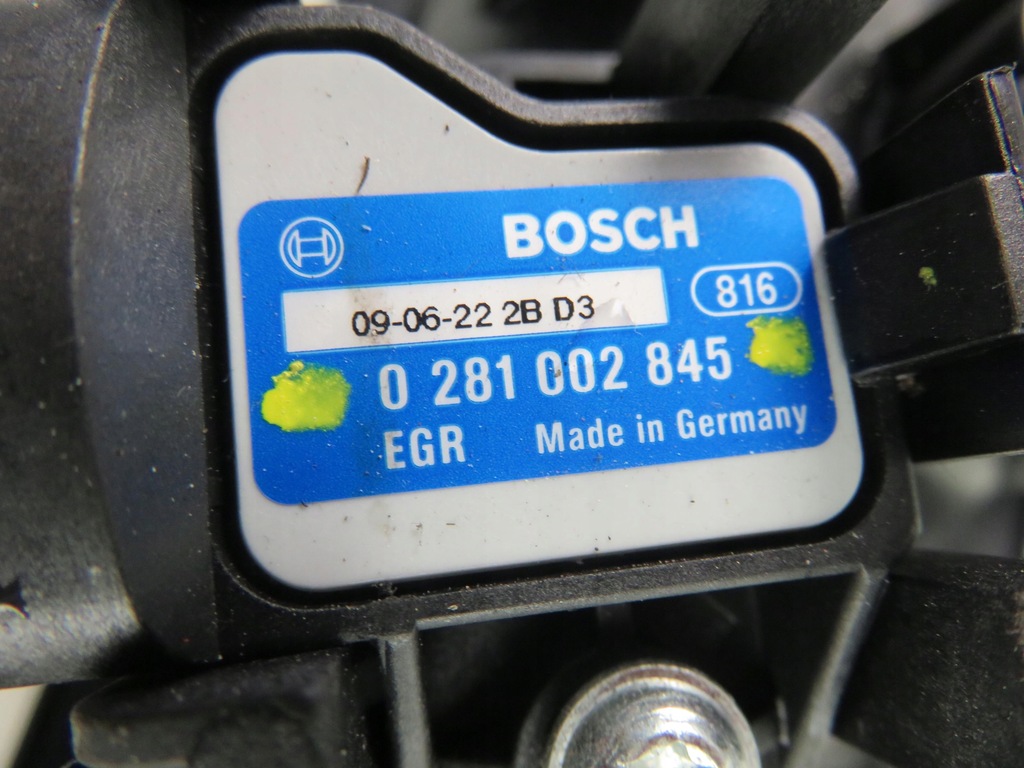 BOSCH
09-06-22 2B D3
816
0 281 002 845
EGR
Made in Germany